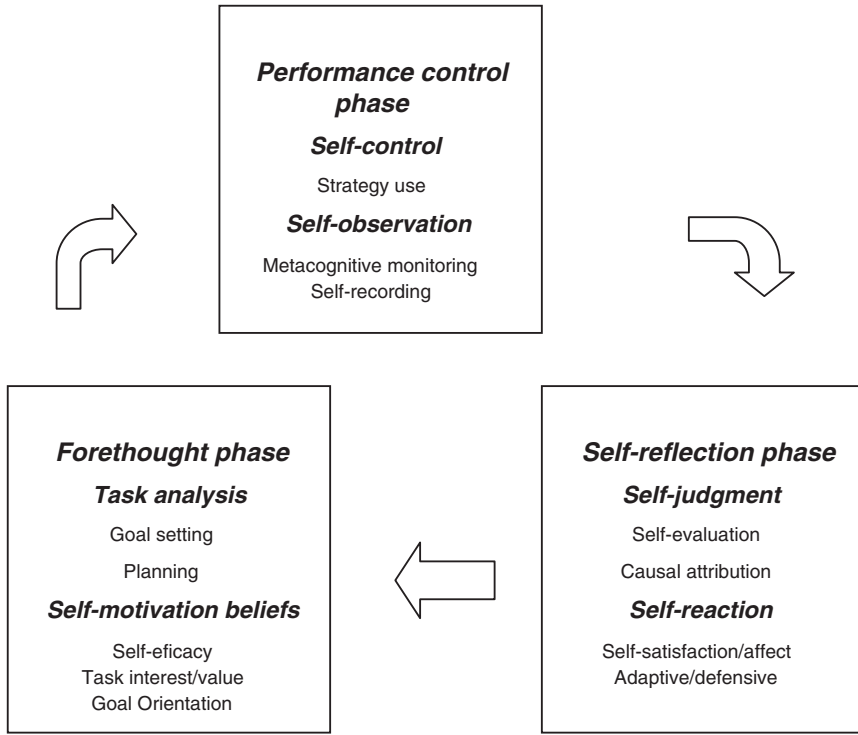 Performance control
phase
Self-control
Strategy use
Self-observation
Metacognitive monitoring
Self-recording
Forethought phase
Task analysis
Goal setting
Planning
Self-motivation beliefs
Self-eficacy
Task interest/value
Goal Orientation
Self-reflection phase
Self-judgment
Self-evaluation
Causal attribution
Self-reaction
Self-satisfaction/affect
Adaptive/defensive